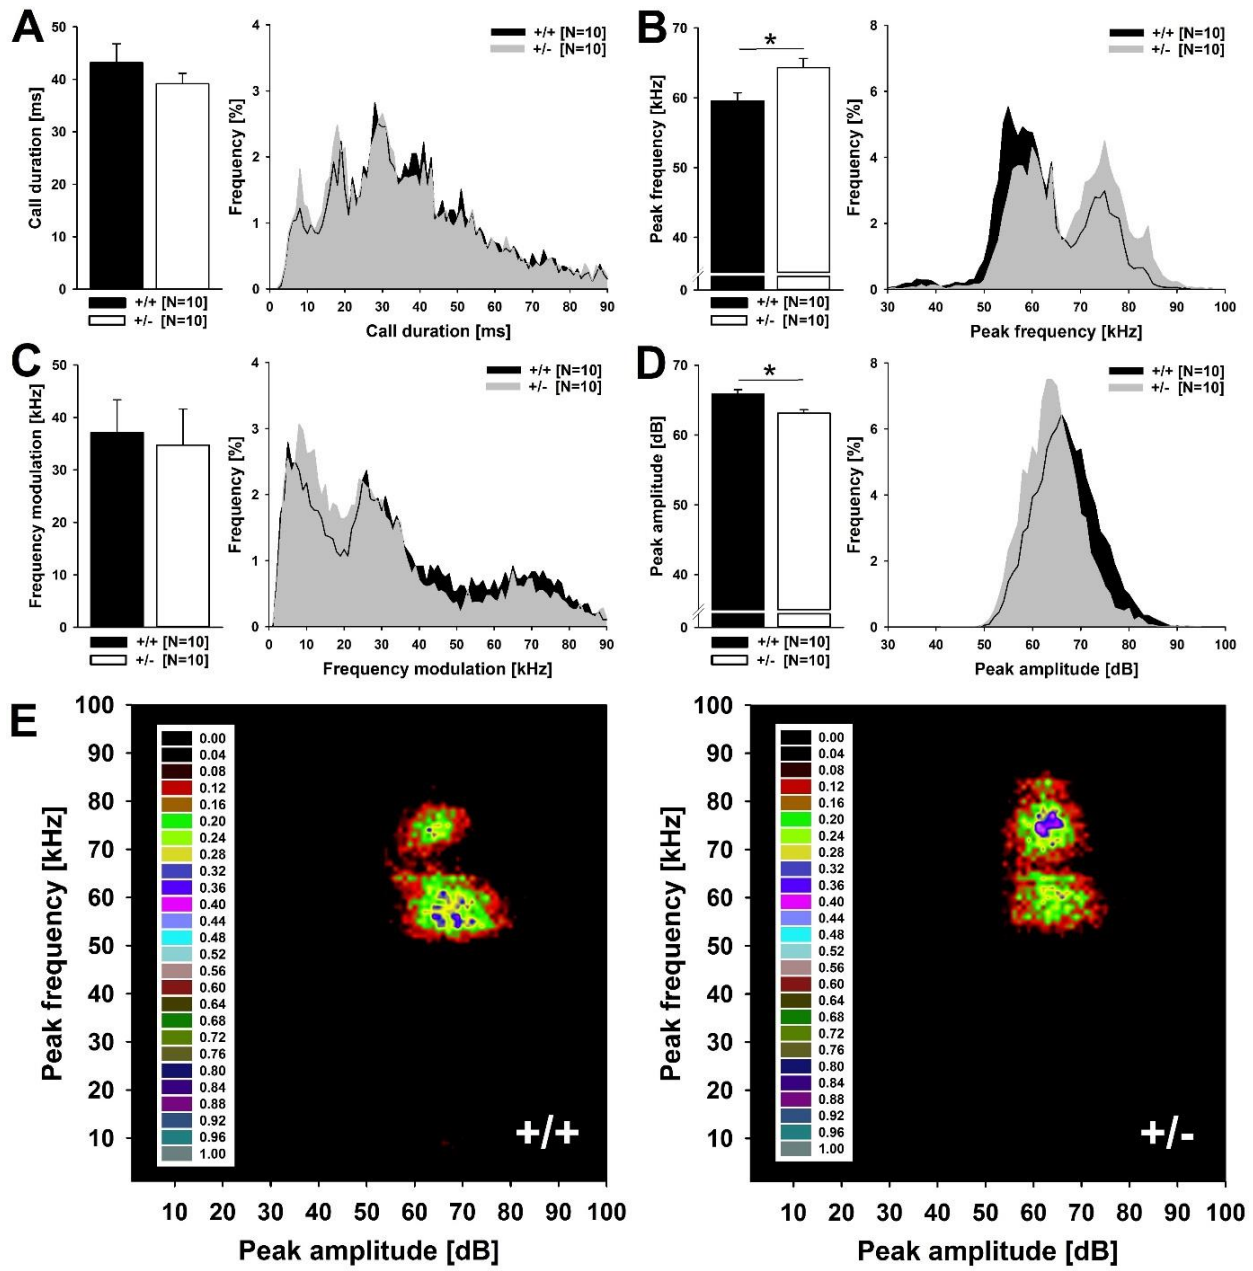 A
50
40
30
20
40
10
0
Call duration [ms]
+/+ [N=10]
+/- [N=10]
4
3
2
1
0
Frequency [%]
+/+ [N=10]
+/- [N=10]
0 10 20 30 40 50 60 70 80 90
Call duration [ms]
B
70
60
50
40
0
Peak frequency [kHz]
*
+/+ [N=10]
+/- [N=10]
8
6
4
2
0
Frequency [%]
+/+ [N=10]
+/- [N=10]
30 40 50 60 70 80 90 100
Peak frequency [kHz]
C
50
40
30
20
10
0
Frequency modulation [kHz]
+/+ [N=10]
+/- [N=10]
4
3
2
1
0
Frequency [%]
+/+ [N=10]
+/- [N=10]
0 10 20 30 40 50 60 70 80 90
Frequency modulation [kHz]
D
70
60
50
40
0
Peak amplitude [dB]
*
+/+ [N=10]
+/- [N=10]
8
6
4
2
0
Frequency [%]
+/+ [N=10]
+/- [N=10]
30 40 50 60 70 80 90 100
Peak amplitude [dB]
E
100
90
80
70
60
50
40
30
20
10
Peak frequency [kHz]
0.00
0.04
0.08
0.12
0.16
0.20
0.24
0.28
0.32
0.36
0.40
0.44
0.48
0.52
0.56
0.60
0.64
0.68
0.72
0.76
0.80
0.84
0.88
0.92
0.96
1.00
+/+
10 20 30 40 50 60 70 80 90 100
Peak amplitude [dB]
100
90
80
70
60
50
40
30
20
10
Peak frequency [kHz]
0.00
0.04
0.08
0.12
0.16
0.20
0.24
0.28
0.32
0.36
0.40
0.44
0.48
0.52
0.56
0.60
0.64
0.68
0.72
0.76
0.80
0.84
0.88
0.92
0.96
1.00
+/-
10 20 30 40 50 60 70 80 90 100
Peak amplitude [dB]